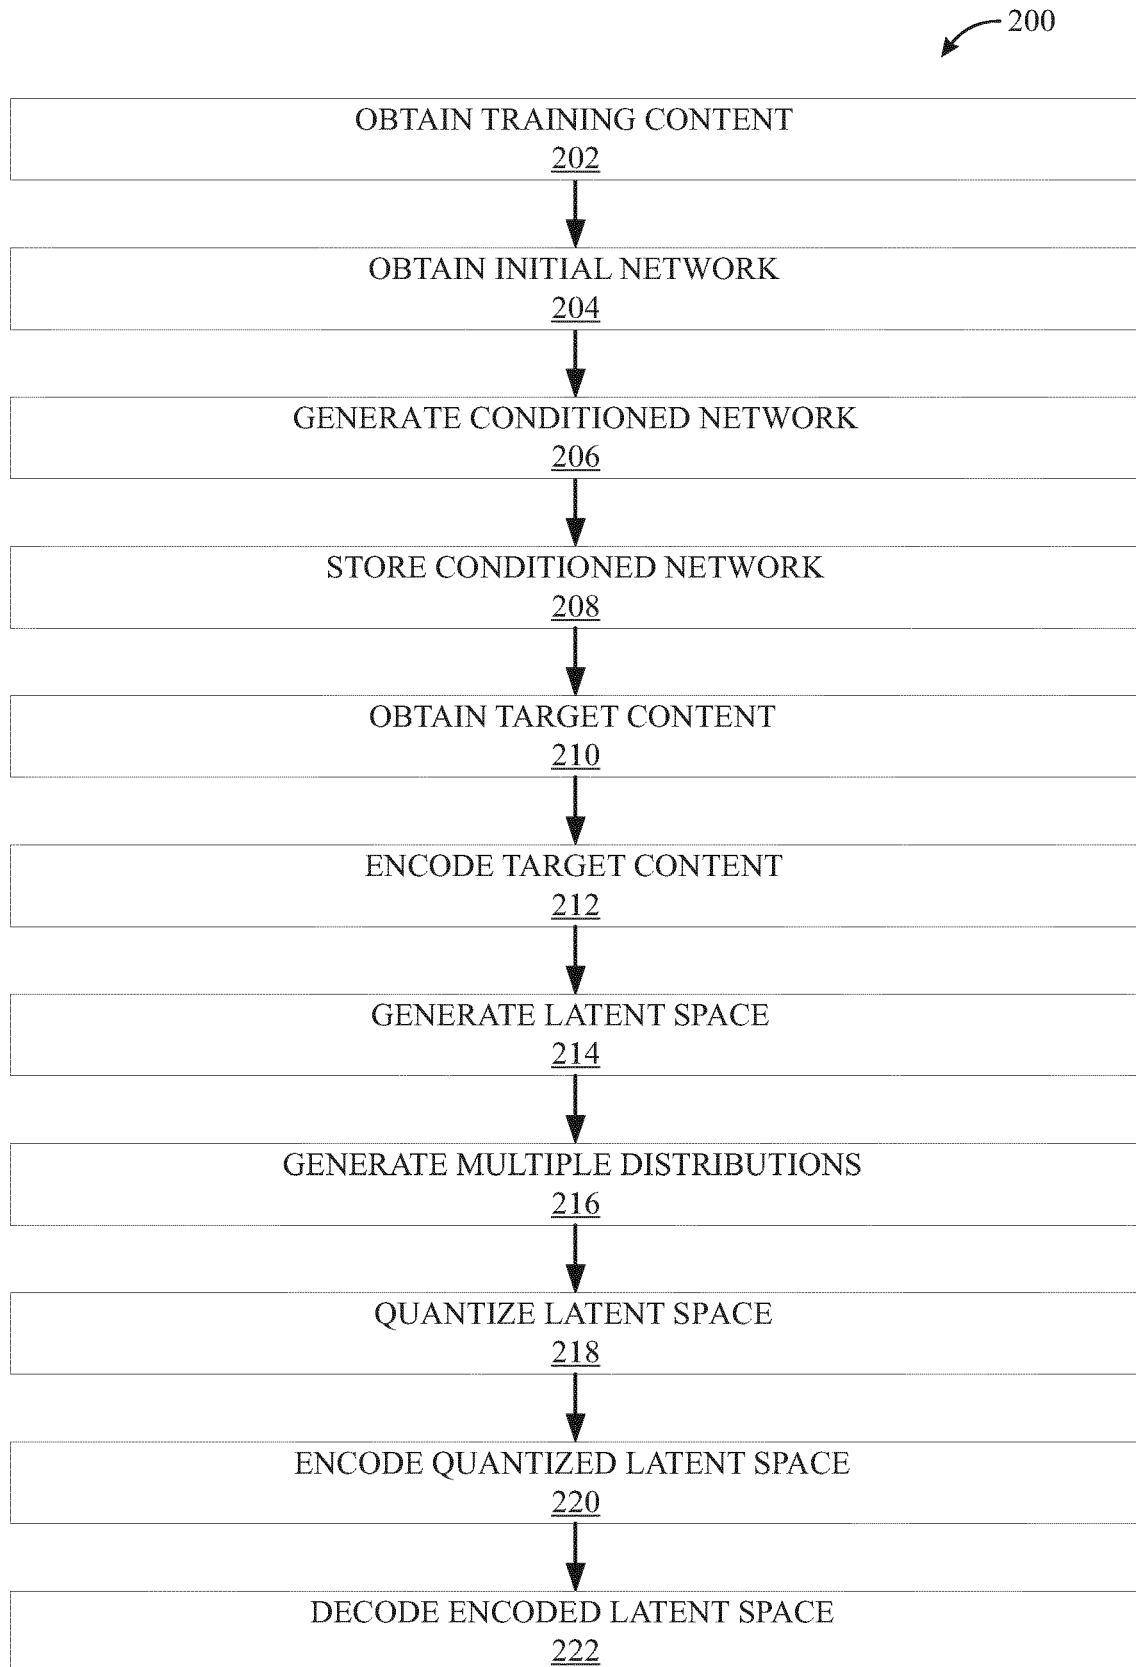 200
OBTAIN TRAINING CONTENT
202
OBTAIN INITIAL NETWORK
204
GENERATE CONDITIONED NETWORK
206
STORE CONDITIONED NETWORK
208
OBTAIN TARGET CONTENT
210
ENCODE TARGET CONTENT
212
GENERATE LATENT SPACE
214
GENERATE MULTIPLE DISTRIBUTIONS
216
QUANTIZE LATENT SPACE
218
ENCODE QUANTIZED LATENT SPACE
220
DECODE ENCODED LATENT SPACE
222